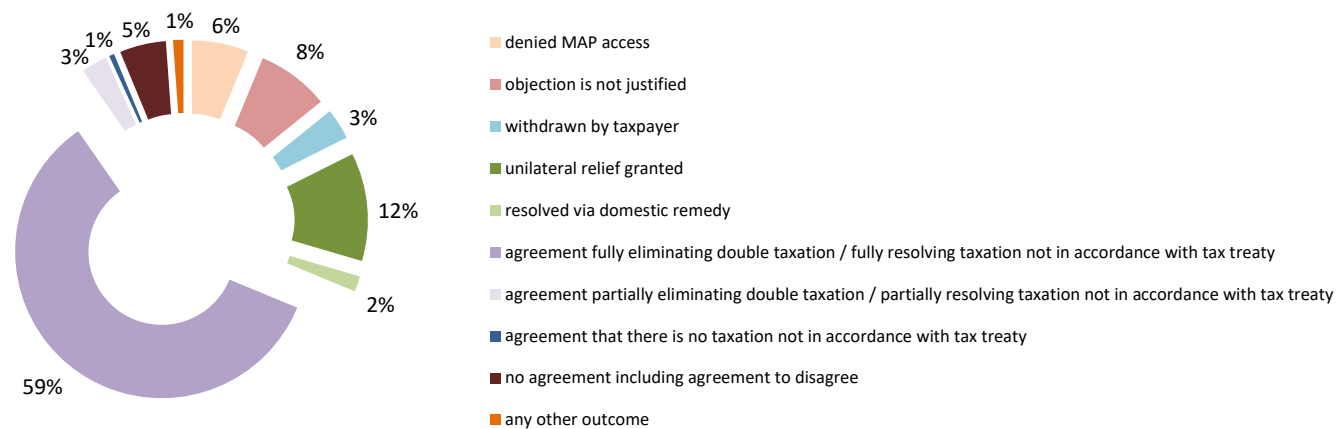 1%
6%
5%
1%
3%
8%
3%
12%
2%
59%
denied MAP access
objection is not justified
withdrawn by taxpayer
unilateral relief granted
resolved via domestic remedy
agreement fully eliminating double taxation / fully resolving taxation not in accordance with tax treaty
agreement partially eliminating double taxation / partially resolving taxation not in accordance with tax treaty
agreement that there is no taxation not in accordance with tax treaty
no agreement including agreement to disagree
any other outcome